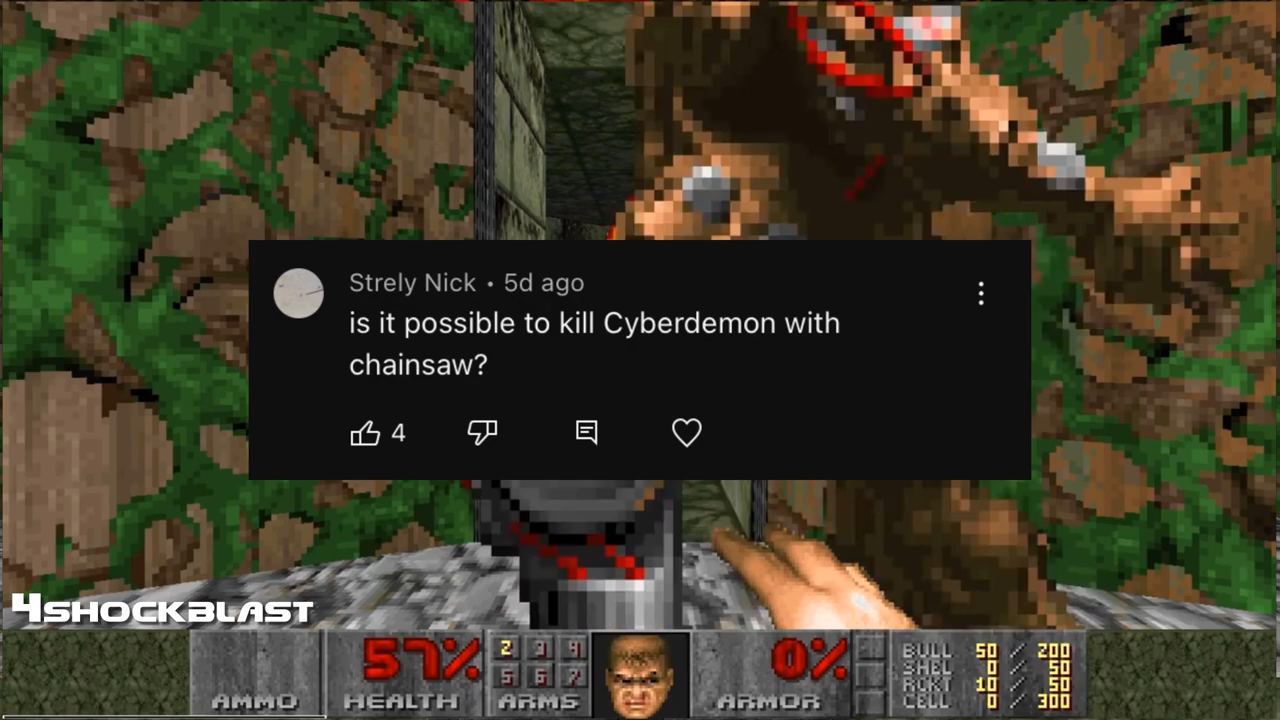 Strely Nick • 5d ago
is it possible to kill Cyberdemon with
chainsaw?
4
4SHOCKBLAST
57% 2 3 4 0% BULL 50 / 200
SHEL 0 / 50
5 6 7 RCKT 10 / 50
AMMO HEALTH ARMS ARMOR CELL 0 / 300